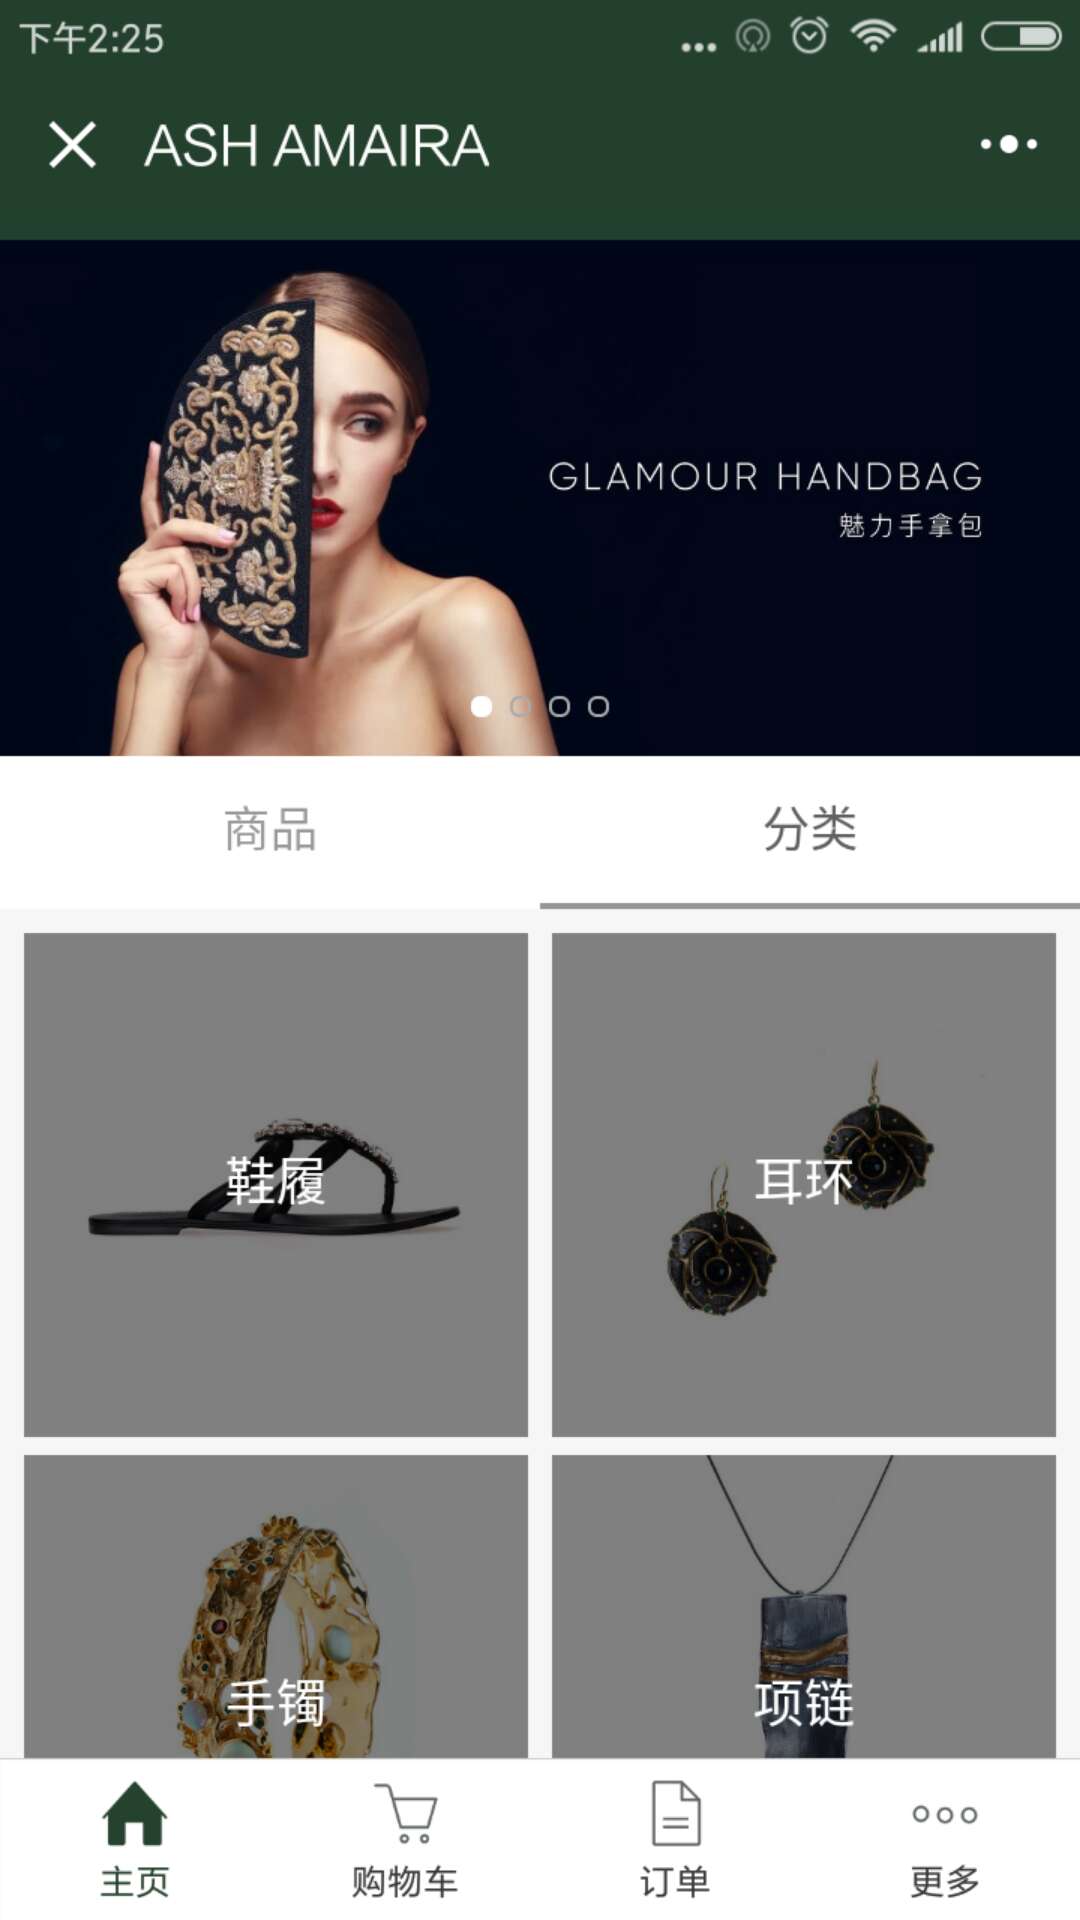 下午2:25
ASH AMAIRA
GLAMOUR HANDBAG
魅力手拿包
商品
分类
鞋履
耳环
手镯
项链
主页
购物车
订单
更多